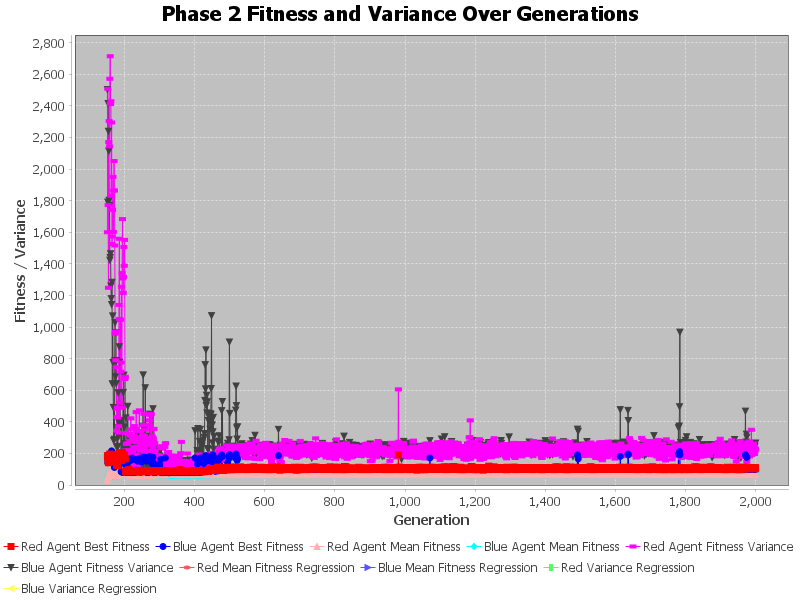 Phase 2 Fitness and Variance Over Generations
2,800
2,600
2,400
2,200
2,000
1,800
1,600
1,400
1,200
1,000
800
600
400
200
0
Fitness / Variance
200 400 600 800 1,000 1,200 1,400 1,600 1,800 2,000
Generation
Red Agent Best Fitness Blue Agent Best Fitness Red Agent Mean Fitness Blue Agent Mean Fitness Red Agent Fitness Variance
Blue Agent Fitness Variance Red Mean Fitness Regression Blue Mean Fitness Regression Red Variance Regression
Blue Variance Regression